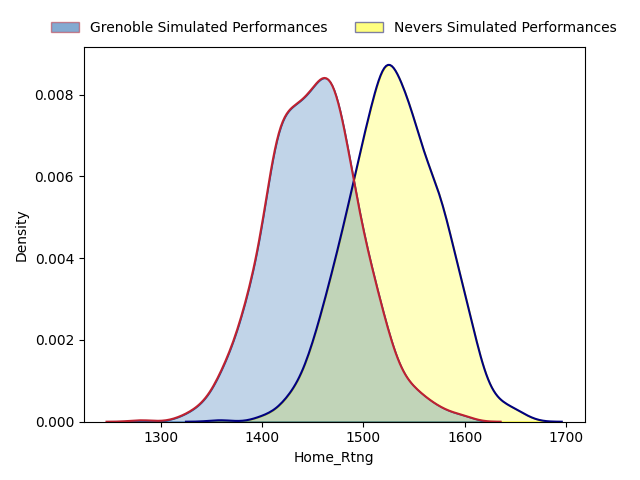 Grenoble Simulated Performances Nevers Simulated Performances
0.008
0.006
0.004
0.002
0.000
Density
1300 1400 1500 1600 1700
Home_Rtng